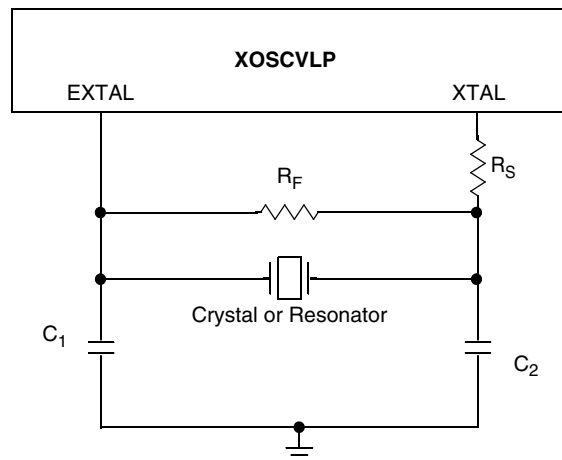 XOSCVLP
EXTAL XTAL
R_S
R_F
Crystal or Resonator
C_1
C_2